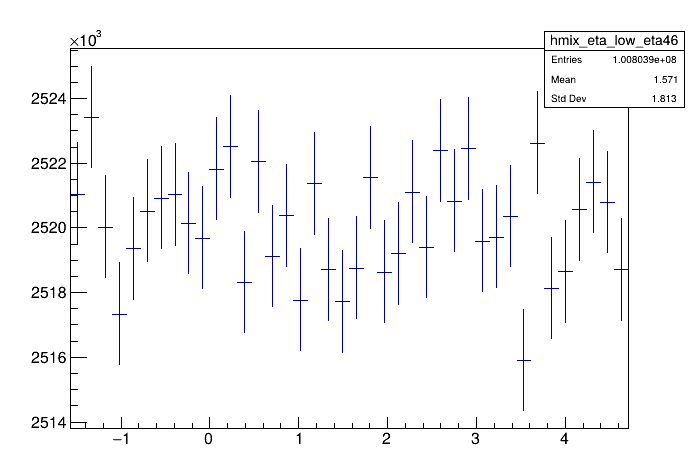 ×10³
hmix_eta_low_eta46
Entries 1.008039e+08
Mean 1.571
Std Dev 1.813
2524
2522
2520
2518
2516
2514
−1 0 1 2 3 4